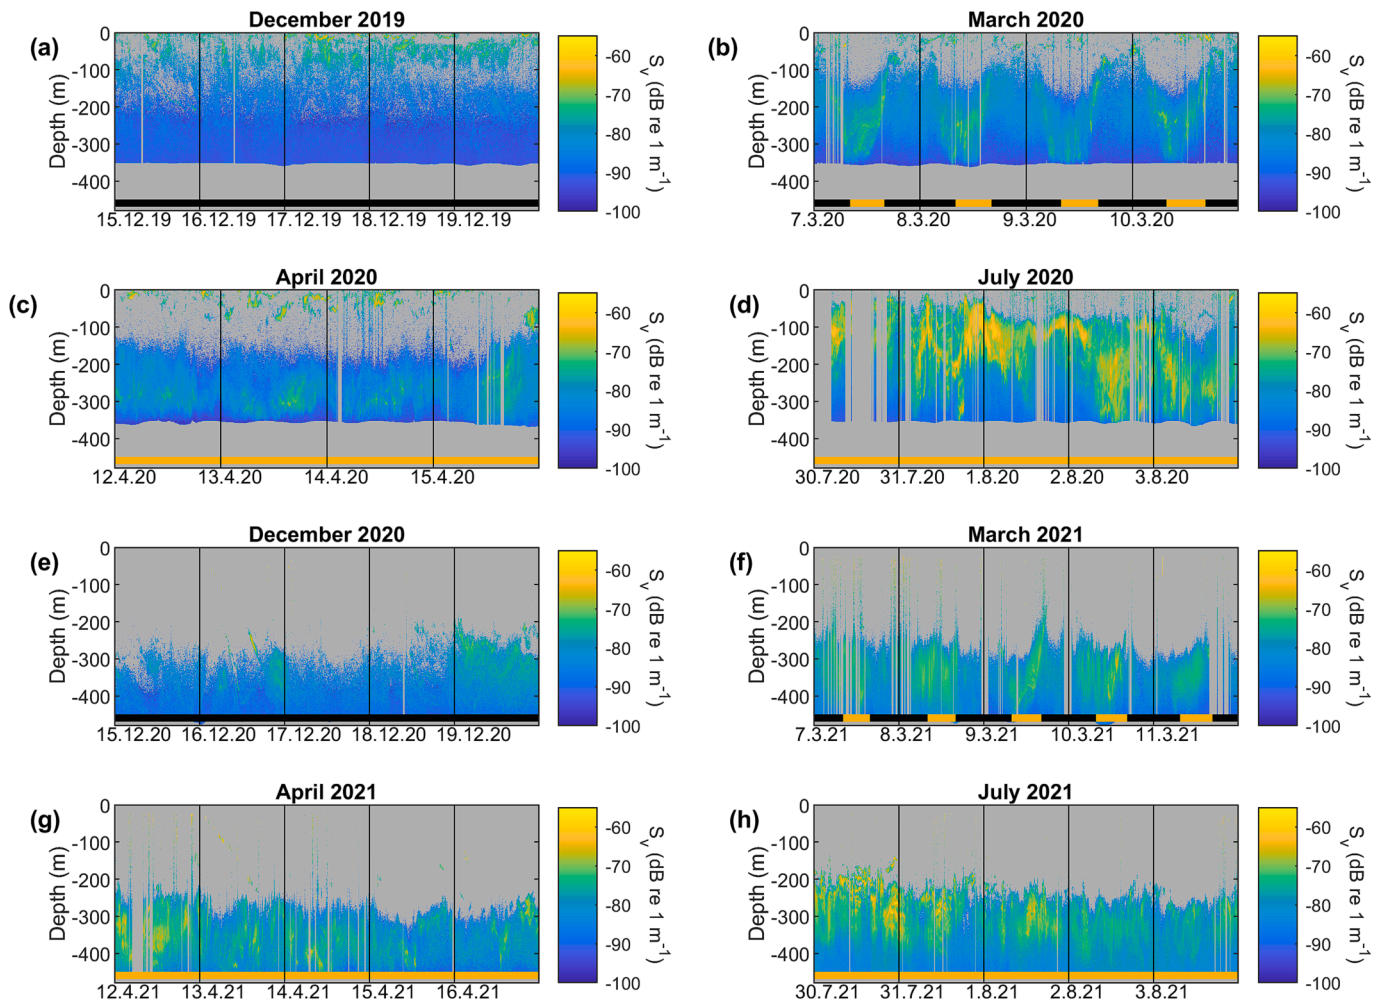 (a)
December 2019
0
-100
-200
-300
-400
Depth (m)
15.12.19 16.12.19 17.12.19 18.12.19 19.12.19
-60
-70
-80
-90
-100
Sv (dB re 1 m-1)
(b)
March 2020
0
-100
-200
-300
-400
Depth (m)
7.3.20 8.3.20 9.3.20 10.3.20
-60
-70
-80
-90
-100
Sv (dB re 1 m-1)
(c)
April 2020
0
-100
-200
-300
-400
Depth (m)
12.4.20 13.4.20 14.4.20 15.4.20
-60
-70
-80
-90
-100
Sv (dB re 1 m-1)
(d)
July 2020
0
-100
-200
-300
-400
Depth (m)
30.7.20 31.7.20 1.8.20 2.8.20 3.8.20
-60
-70
-80
-90
-100
Sv (dB re 1 m-1)
(e)
December 2020
0
-100
-200
-300
-400
Depth (m)
15.12.20 16.12.20 17.12.20 18.12.20 19.12.20
-60
-70
-80
-90
-100
Sv (dB re 1 m-1)
(f)
March 2021
0
-100
-200
-300
-400
Depth (m)
7.3.21 8.3.21 9.3.21 10.3.21 11.3.21
-60
-70
-80
-90
-100
Sv (dB re 1 m-1)
(g)
April 2021
0
-100
-200
-300
-400
Depth (m)
12.4.21 13.4.21 14.4.21 15.4.21 16.4.21
-60
-70
-80
-90
-100
Sv (dB re 1 m-1)
(h)
July 2021
0
-100
-200
-300
-400
Depth (m)
30.7.21 31.7.21 1.8.21 2.8.21 3.8.21
-60
-70
-80
-90
-100
Sv (dB re 1 m-1)